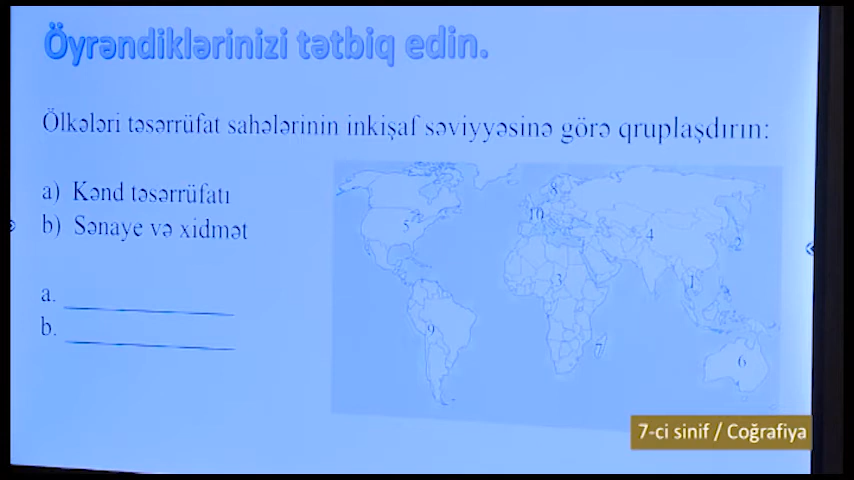 Öyrəndiklərinizi tətbiq edin.
Ölkələri təsərrüfat sahələrinin inkişaf səviyyəsinə görə qruplaşdırın:
a) Kənd təsərrüfatı
b) Sənaye və xidmət
a.
b.
8
10
5
4
2
3
1
9
7
6
7-ci sinif / Coğrafiya